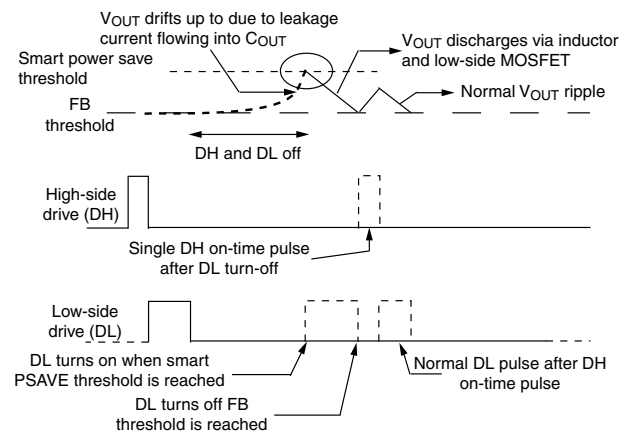 VOUT drifts up to due to leakage
current flowing into COUT
Smart power save
threshold
FB
threshold
VOUT discharges via inductor
and low-side MOSFET
Normal VOUT ripple
DH and DL off
High-side
drive (DH)
Single DH on-time pulse
after DL turn-off
Low-side
drive (DL)
DL turns on when smart
PSAVE threshold is reached
DL turns off FB
threshold is reached
Normal DL pulse after DH
on-time pulse